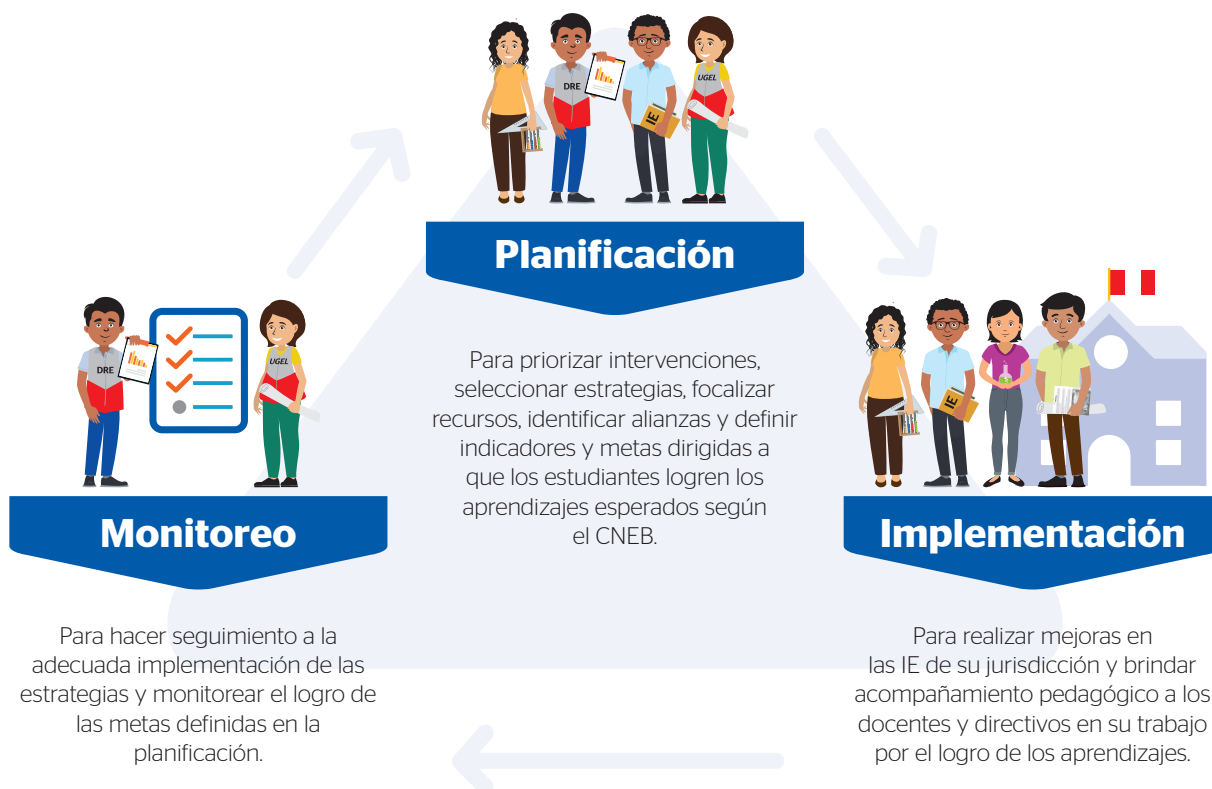 DRE
IE
UGEL
Planificación
Para priorizar intervenciones,
seleccionar estrategias, focalizar
recursos, identificar alianzas y definir
indicadores y metas dirigidas a
que los estudiantes logren los
aprendizajes esperados según
el CNEB.
DRE
UGEL
Monitoreo
Para hacer seguimiento a la
adecuada implementación de las
estrategias y monitorear el logro de
las metas definidas en la
planificación.
IE
Implementación
Para realizar mejoras en
las IE de su jurisdicción y brindar
acompañamiento pedagógico a los
docentes y directivos en su trabajo
por el logro de los aprendizajes.